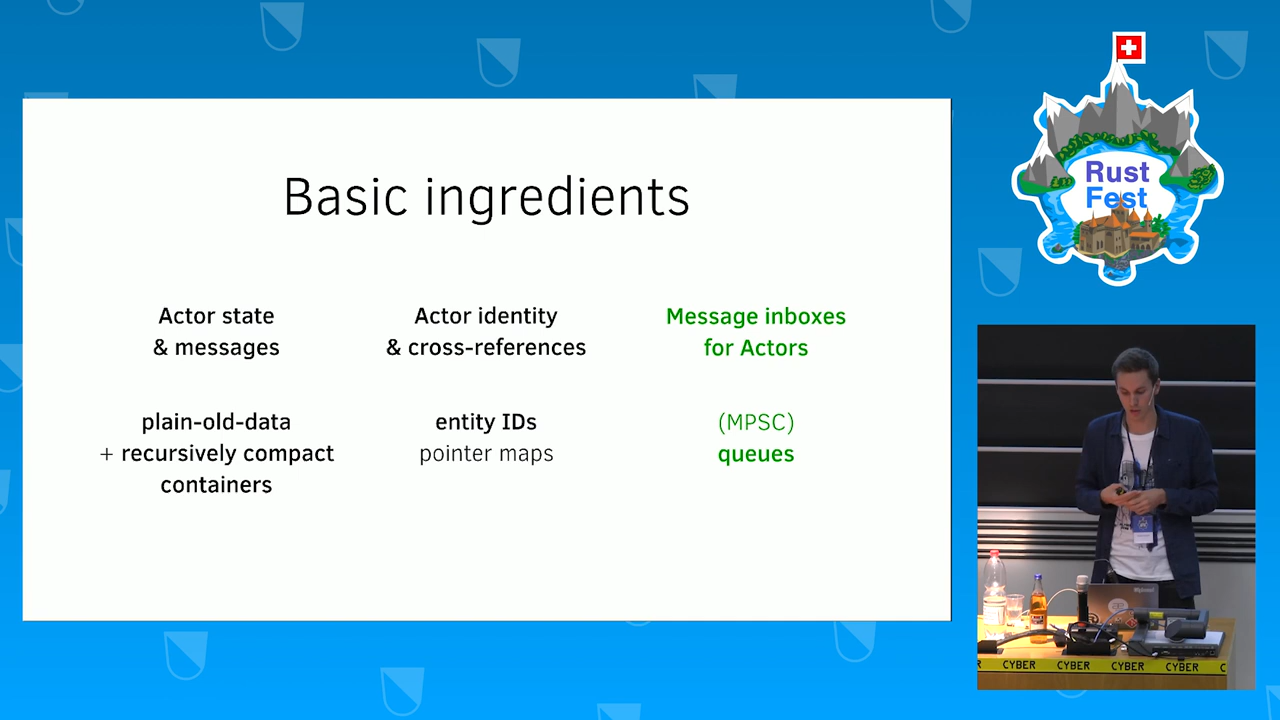 Basic ingredients
Actor state
& messages
Actor identity
& cross-references
Message inboxes
for Actors
plain-old-data
+ recursively compact
containers
entity IDs
pointer maps
(MPSC)
queues
Rust
Fest
CYBER
CYBER
CYBER
CYBER